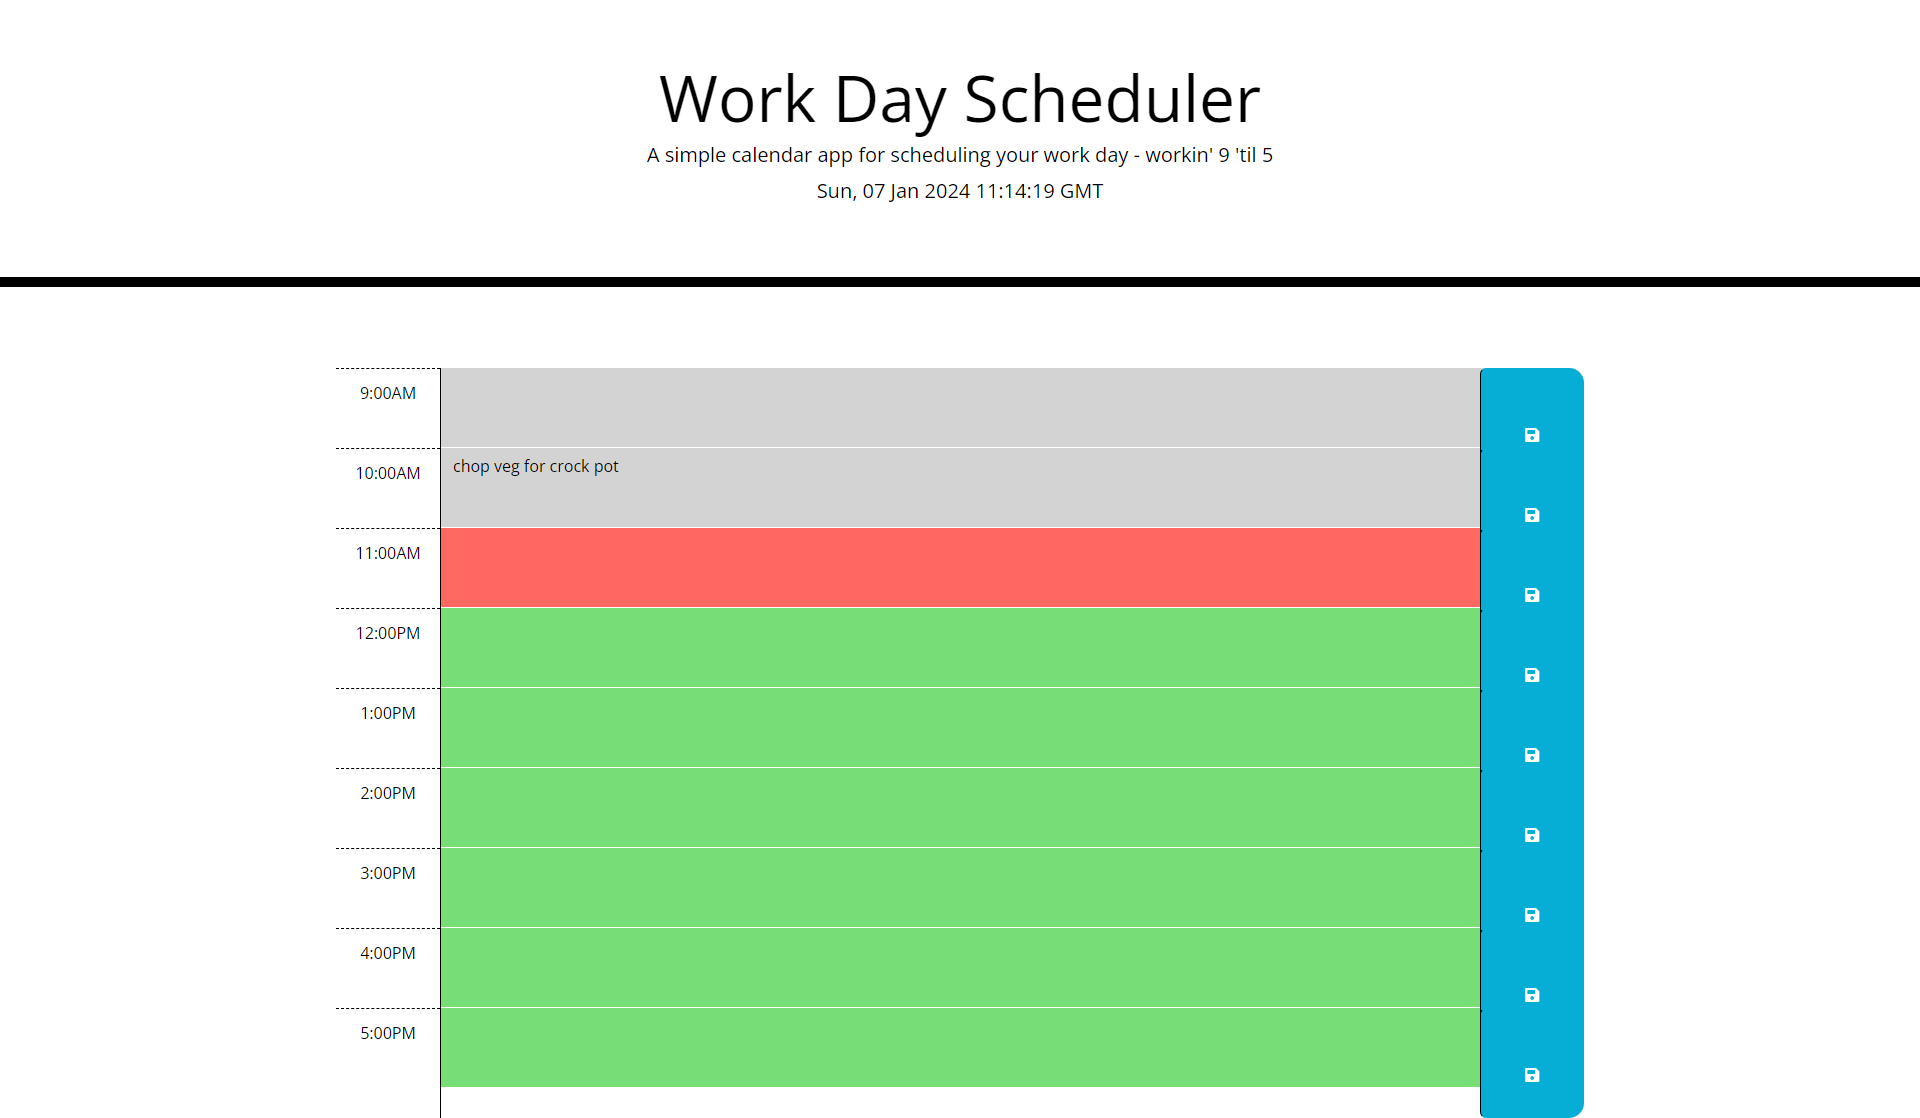 Work Day Scheduler
A simple calendar app for scheduling your work day - workin' 9 'til 5
Sun, 07 Jan 2024 11:14:19 GMT
9:00AM
10:00AM chop veg for crock pot
11:00AM
12:00PM
1:00PM
2:00PM
3:00PM
4:00PM
5:00PM